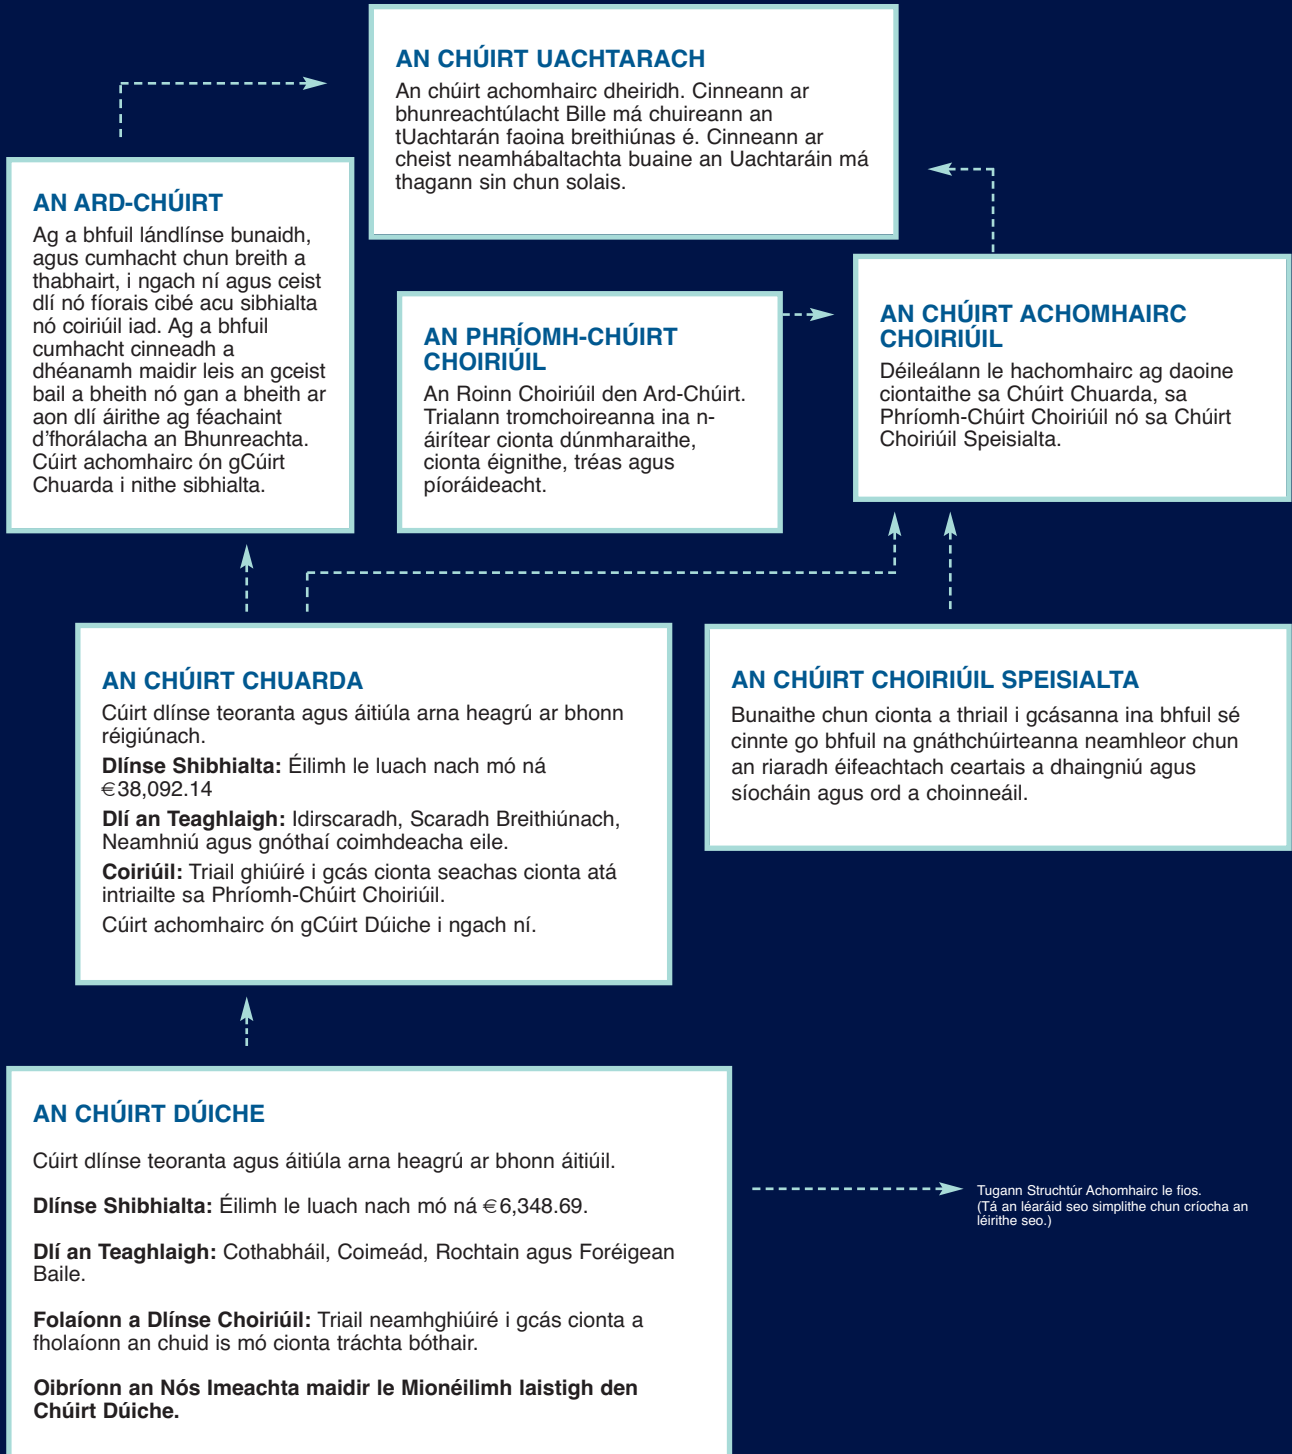 AN CHÚIRT UACHTARACH
An chúirt achomhairc dheiridh. Cinneann ar
bhunreachtúlacht Bille má chuireann an
tUachtarán faoina breithiúnas é. Cinneann ar
cheist neamhábaltachta buaine an Uachtaráin má
thagann sin chun solais.
AN ARD-CHÚIRT
Ag a bhfuil lándlínse bunaidh,
agus cumhacht chun breith a
thabhairt, i ngach ní agus ceist
dlí nó fíorais cibé acu sibhialta
nó coiriúil iad. Ag a bhfuil
cumhacht cinneadh a
dhéanamh maidir leis an gceist
bail a bheith nó gan a bheith ar
aon dlí áirithe ag féachaint
d'fhorálacha an Bhunreachta.
Cúirt achomhairc ón gCúirt
Chuarda i nithe sibhialta.
AN PHRÍOMH-CHÚIRT
CHOIRIÚIL
An Roinn Choiriúil den Ard-Chúirt.
Trialann tromchoireanna ina n-
áirítear cionta dúnmharaithe,
cionta éignithe, tréas agus
píoráideacht.
AN CHÚIRT ACHOMHAIRC
CHOIRIÚIL
Déileálann le hachomhairc ag daoine
ciontaithe sa Chúirt Chuarda, sa
Phríomh-Chúirt Choiriúil nó sa Chúirt
Choiriúil Speisialta.
AN CHÚIRT CHUARDA
Cúirt dlínse teoranta agus áitiúla arna heagrú ar bhonn
réigiúnach.
Dlínse Shibhialta: Éilimh le luach nach mó ná
€38,092.14
Dlí an Teaghlaigh: Idirscaradh, Scaradh Breithiúnach,
Neamhniú agus gnóthaí coimhdeacha eile.
Coiriúil: Triail ghiúiré i gcás cionta seachas cionta atá
intriailte sa Phríomh-Chúirt Choiriúil.
Cúirt achomhairc ón gCúirt Dúiche i ngach ní.
AN CHÚIRT CHOIRIÚIL SPEISIALTA
Bunaithe chun cionta a thriail i gcásanna ina bhfuil sé
cinnte go bhfuil na gnáthchúirteanna neamhleor chun
an riaradh éifeachtach ceartais a dhaingniú agus
síocháin agus ord a choinneáil.
AN CHÚIRT DÚICHE
Cúirt dlínse teoranta agus áitiúla arna heagrú ar bhonn áitiúil.
Dlínse Shibhialta: Éilimh le luach nach mó ná €6,348.69.
Dlí an Teaghlaigh: Cothabháil, Coimeád, Rochtain agus Foréigean
Baile.
Folaíonn a Dlínse Choiriúil: Triail neamhghiúiré i gcás cionta a
fholaíonn an chuid is mó cionta tráchta bóthair.
Oibríonn an Nós Imeachta maidir le Mionéilimh laistigh den
Chúirt Dúiche.
Tugann Struchtúr Achomhairc le fios.
(Tá an léaráid seo simplithe chun críocha an
léirithe seo.)